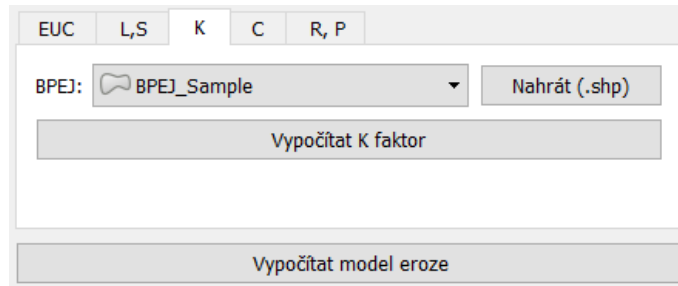 EUC L,S K C R, P
BPEJ: BPEJ_Sample Nahrát (.shp)
Vypočítat K faktor
Vypočítat model eroze